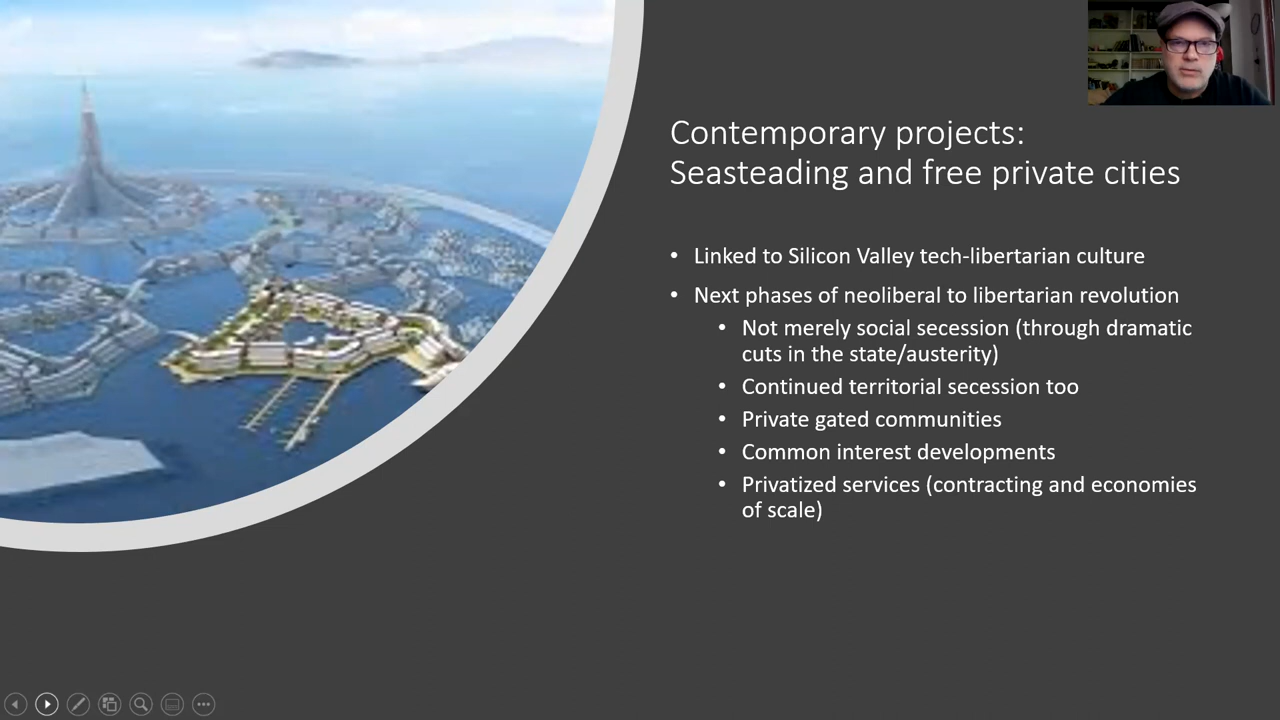 Contemporary projects:
Seasteading and free private cities
• Linked to Silicon Valley tech-libertarian culture
• Next phases of neoliberal to libertarian revolution
• Not merely social secession (through dramatic
cuts in the state/austerity)
• Continued territorial secession too
• Private gated communities
• Common interest developments
• Privatized services (contracting and economies
of scale)